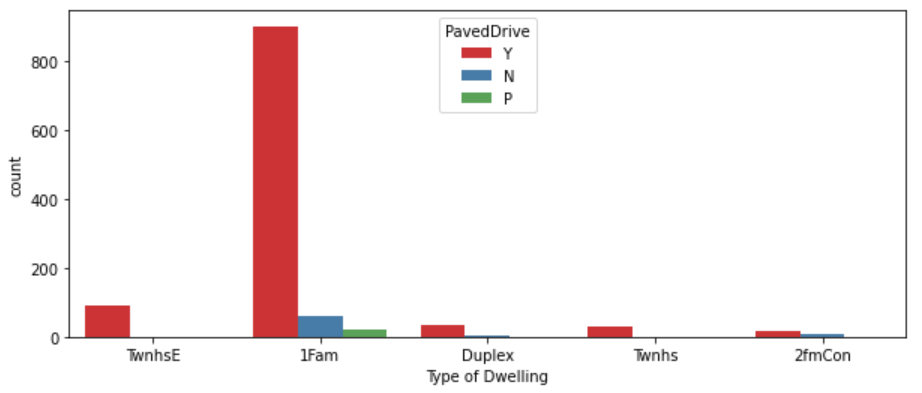 PavedDrive
Y
N
P
800
600
400
200
0
count
TwnhsE 1Fam Duplex Twnhs 2fmCon
Type of Dwelling